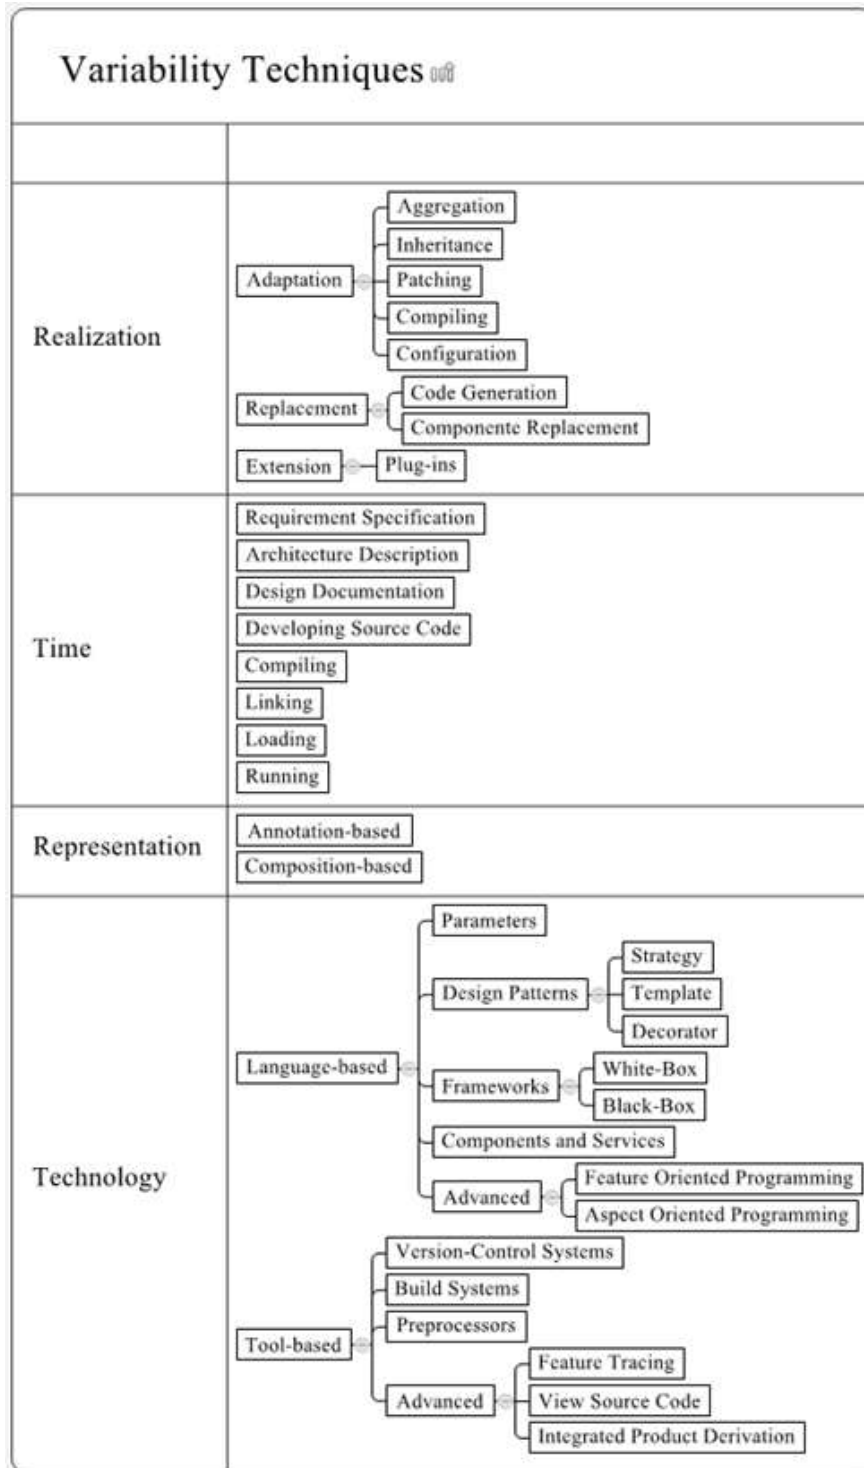 Variability Techniques
Realization
Adaptation
Aggregation
Inheritance
Patching
Compiling
Configuration
Replacement
Code Generation
Componente Replacement
Extension
Plug-ins
Time
Requirement Specification
Architecture Description
Design Documentation
Developing Source Code
Compiling
Linking
Loading
Running
Representation
Annotation-based
Composition-based
Technology
Language-based
Parameters
Design Patterns
Strategy
Template
Decorator
Frameworks
White-Box
Black-Box
Components and Services
Advanced
Feature Oriented Programming
Aspect Oriented Programming
Tool-based
Version-Control Systems
Build Systems
Preprocessors
Advanced
Feature Tracing
View Source Code
Integrated Product Derivation